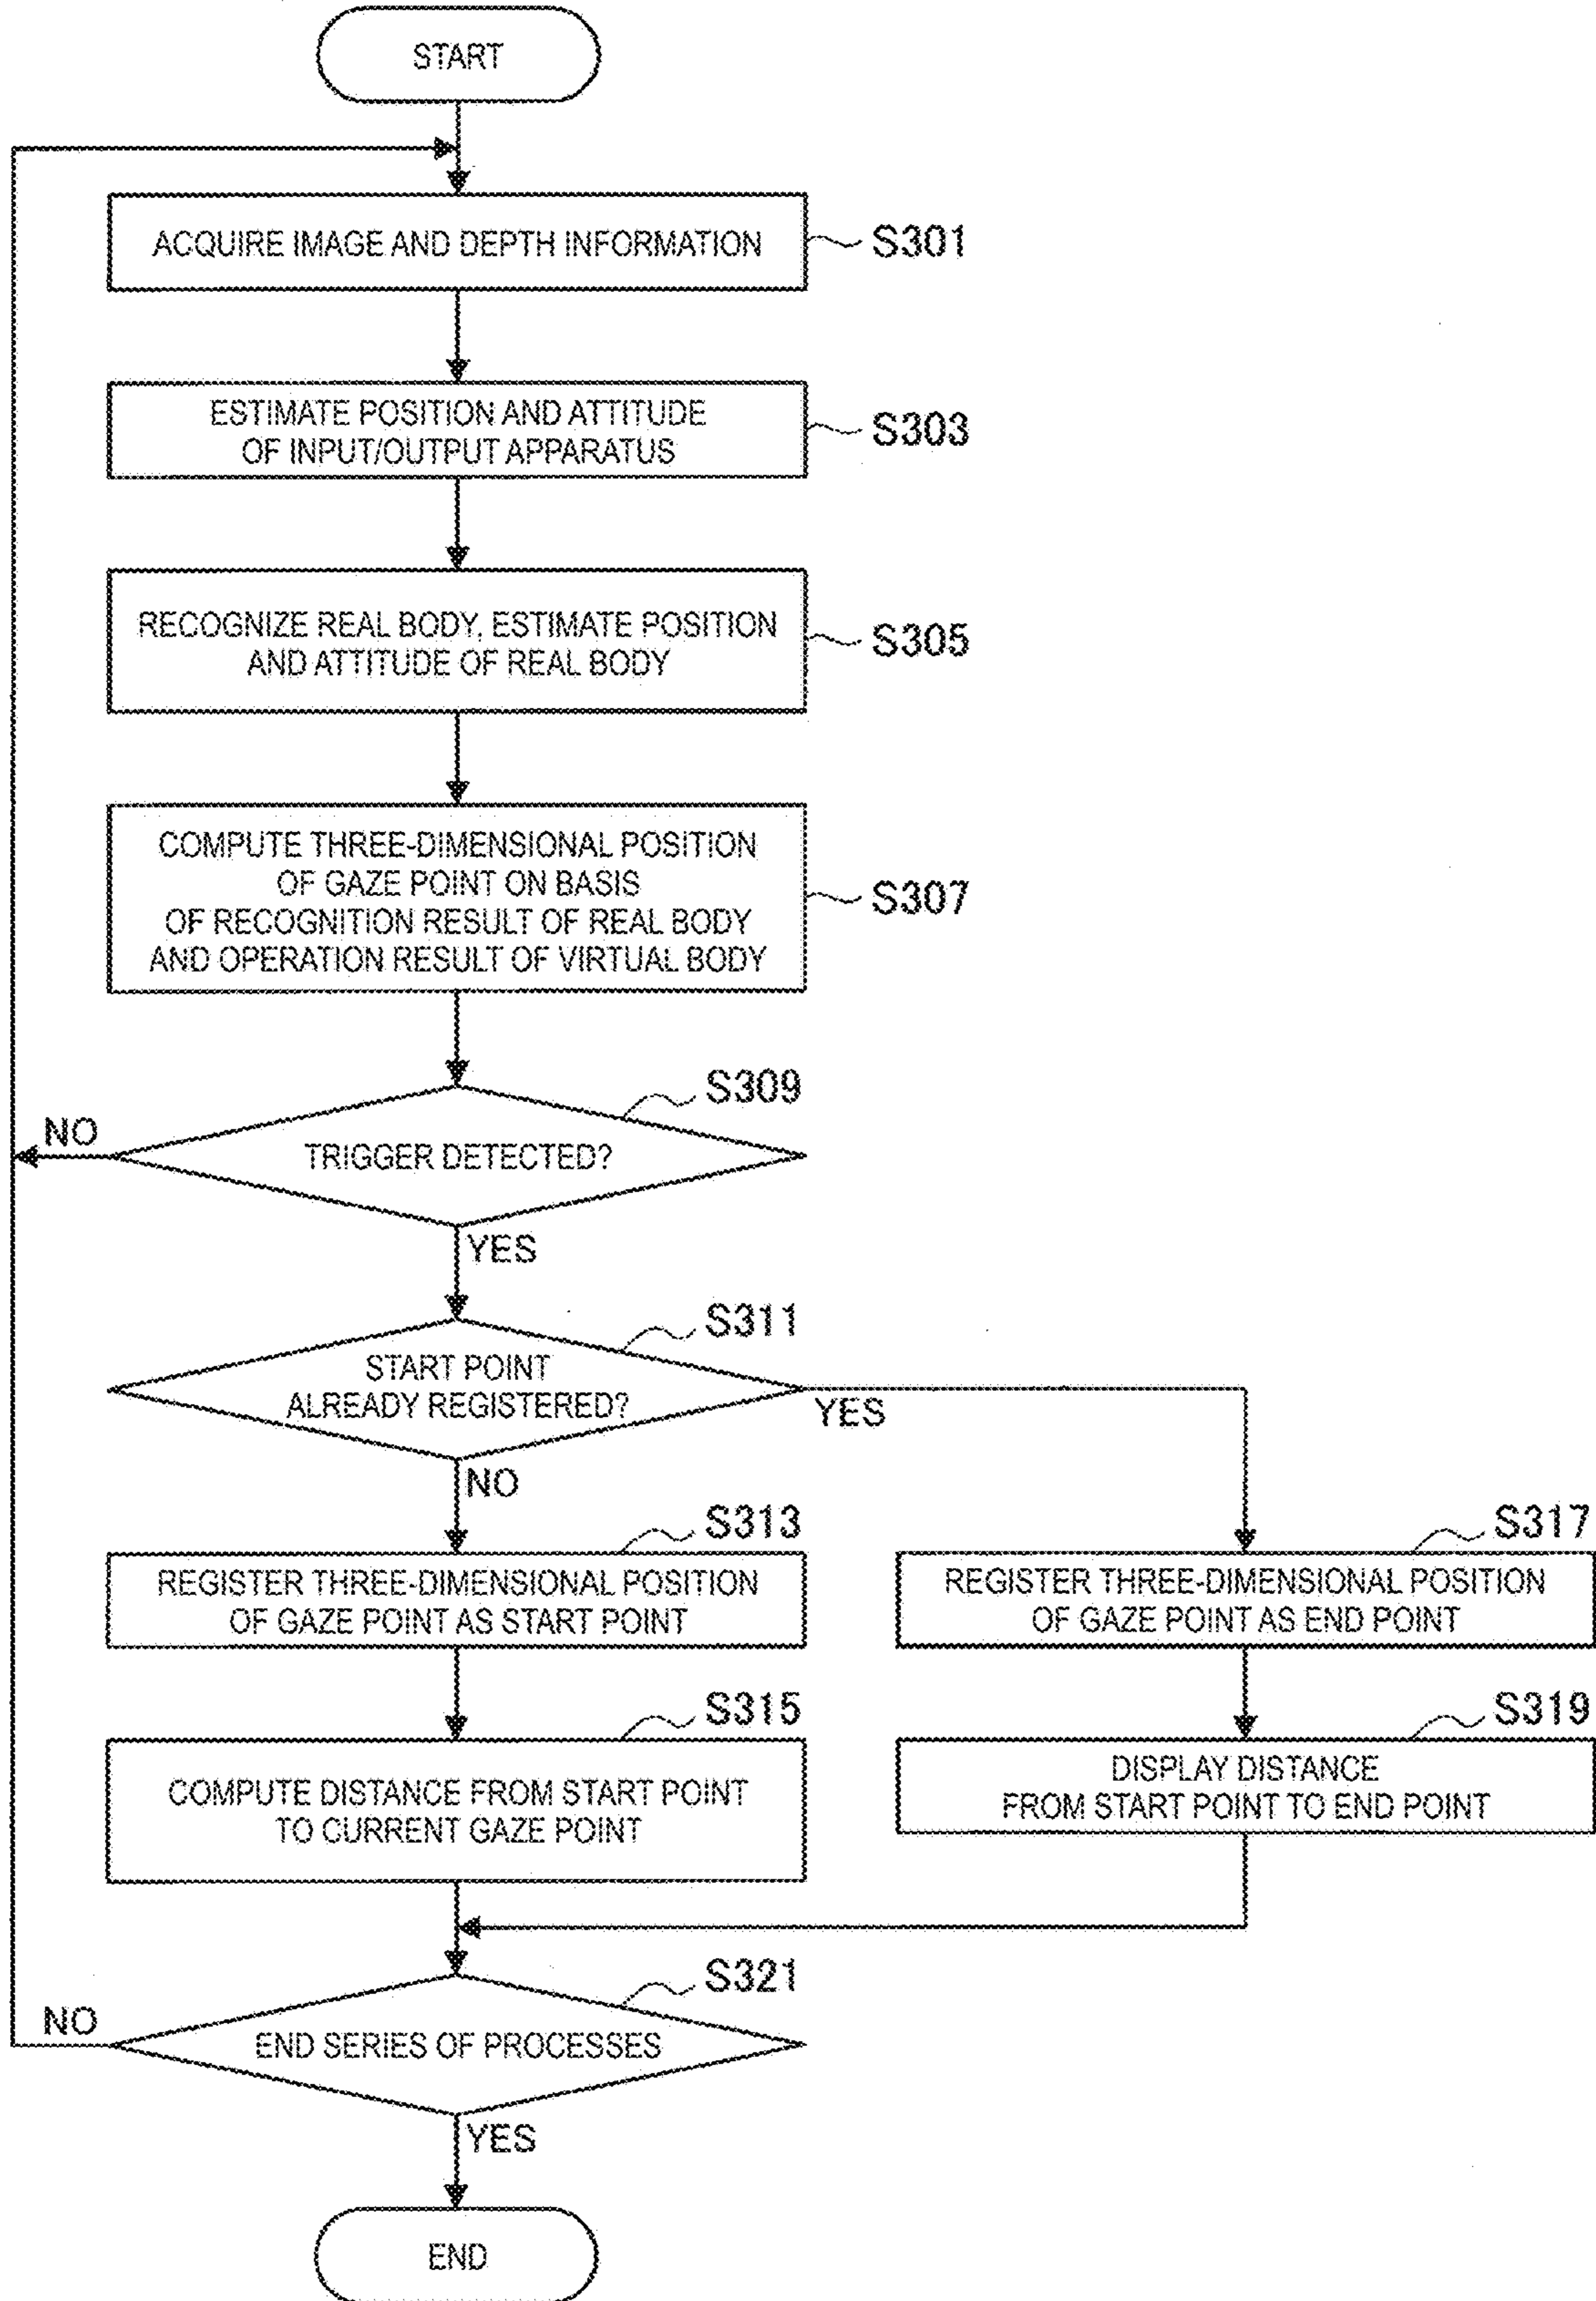 START
ACQUIRE IMAGE AND DEPTH INFORMATION
S301
ESTIMATE POSITION AND ATTITUDE
OF INPUT/OUTPUT APPARATUS
S303
RECOGNIZE REAL BODY, ESTIMATE POSITION
AND ATTITUDE OF REAL BODY
S305
COMPUTE THREE-DIMENSIONAL POSITION
OF GAZE POINT ON BASIS
OF RECOGNITION RESULT OF REAL BODY
AND OPERATION RESULT OF VIRTUAL BODY
S307
S309
NO
TRIGGER DETECTED?
YES
S311
START POINT
ALREADY REGISTERED?
YES
NO
S313
REGISTER THREE-DIMENSIONAL POSITION
OF GAZE POINT AS START POINT
S317
REGISTER THREE-DIMENSIONAL POSITION
OF GAZE POINT AS END POINT
S315
COMPUTE DISTANCE FROM START POINT
TO CURRENT GAZE POINT
S319
DISPLAY DISTANCE
FROM START POINT TO END POINT
S321
NO
END SERIES OF PROCESSES
YES
END